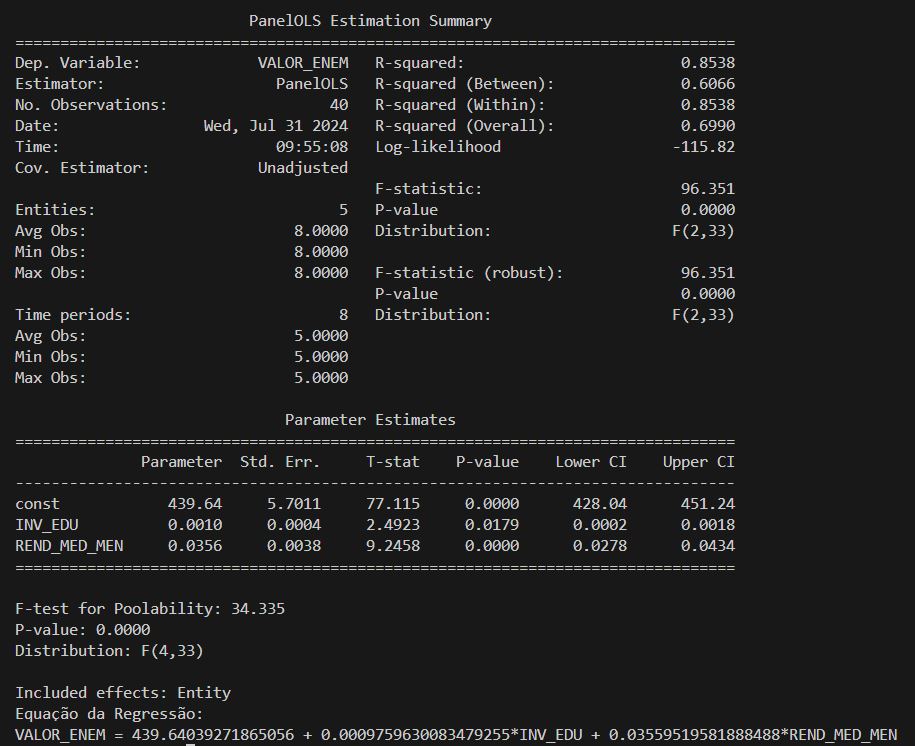 PanelOLS Estimation Summary
================================================================================
Dep. Variable: VALOR_ENEM R-squared: 0.8538
Estimator: PanelOLS R-squared (Between): 0.6066
No. Observations: 40 R-squared (Within): 0.8538
Date: Wed, Jul 31 2024 R-squared (Overall): 0.6990
Time: 09:55:08 Log-likelihood -115.82
Cov. Estimator: Unadjusted
F-statistic: 96.351
Entities: 5 P-value 0.0000
Avg Obs: 8.0000 Distribution: F(2,33)
Min Obs: 8.0000
Max Obs: 8.0000 F-statistic (robust): 96.351
P-value 0.0000
Time periods: 8 Distribution: F(2,33)
Avg Obs: 5.0000
Min Obs: 5.0000
Max Obs: 5.0000
Parameter Estimates
================================================================================
Parameter Std. Err. T-stat P-value Lower CI Upper CI
--------------------------------------------------------------------------------
const 439.64 5.7011 77.115 0.0000 428.04 451.24
INV_EDU 0.0010 0.0004 2.4923 0.0179 0.0002 0.0018
REND_MED_MEN 0.0356 0.0038 9.2458 0.0000 0.0278 0.0434
================================================================================
F-test for Poolability: 34.335
P-value: 0.0000
Distribution: F(4,33)
Included effects: Entity
Equação da Regressão:
VALOR_ENEM = 439.64039271865056 + 0.0009759630083479255*INV_EDU + 0.03559519581888488*REND_MED_MEN